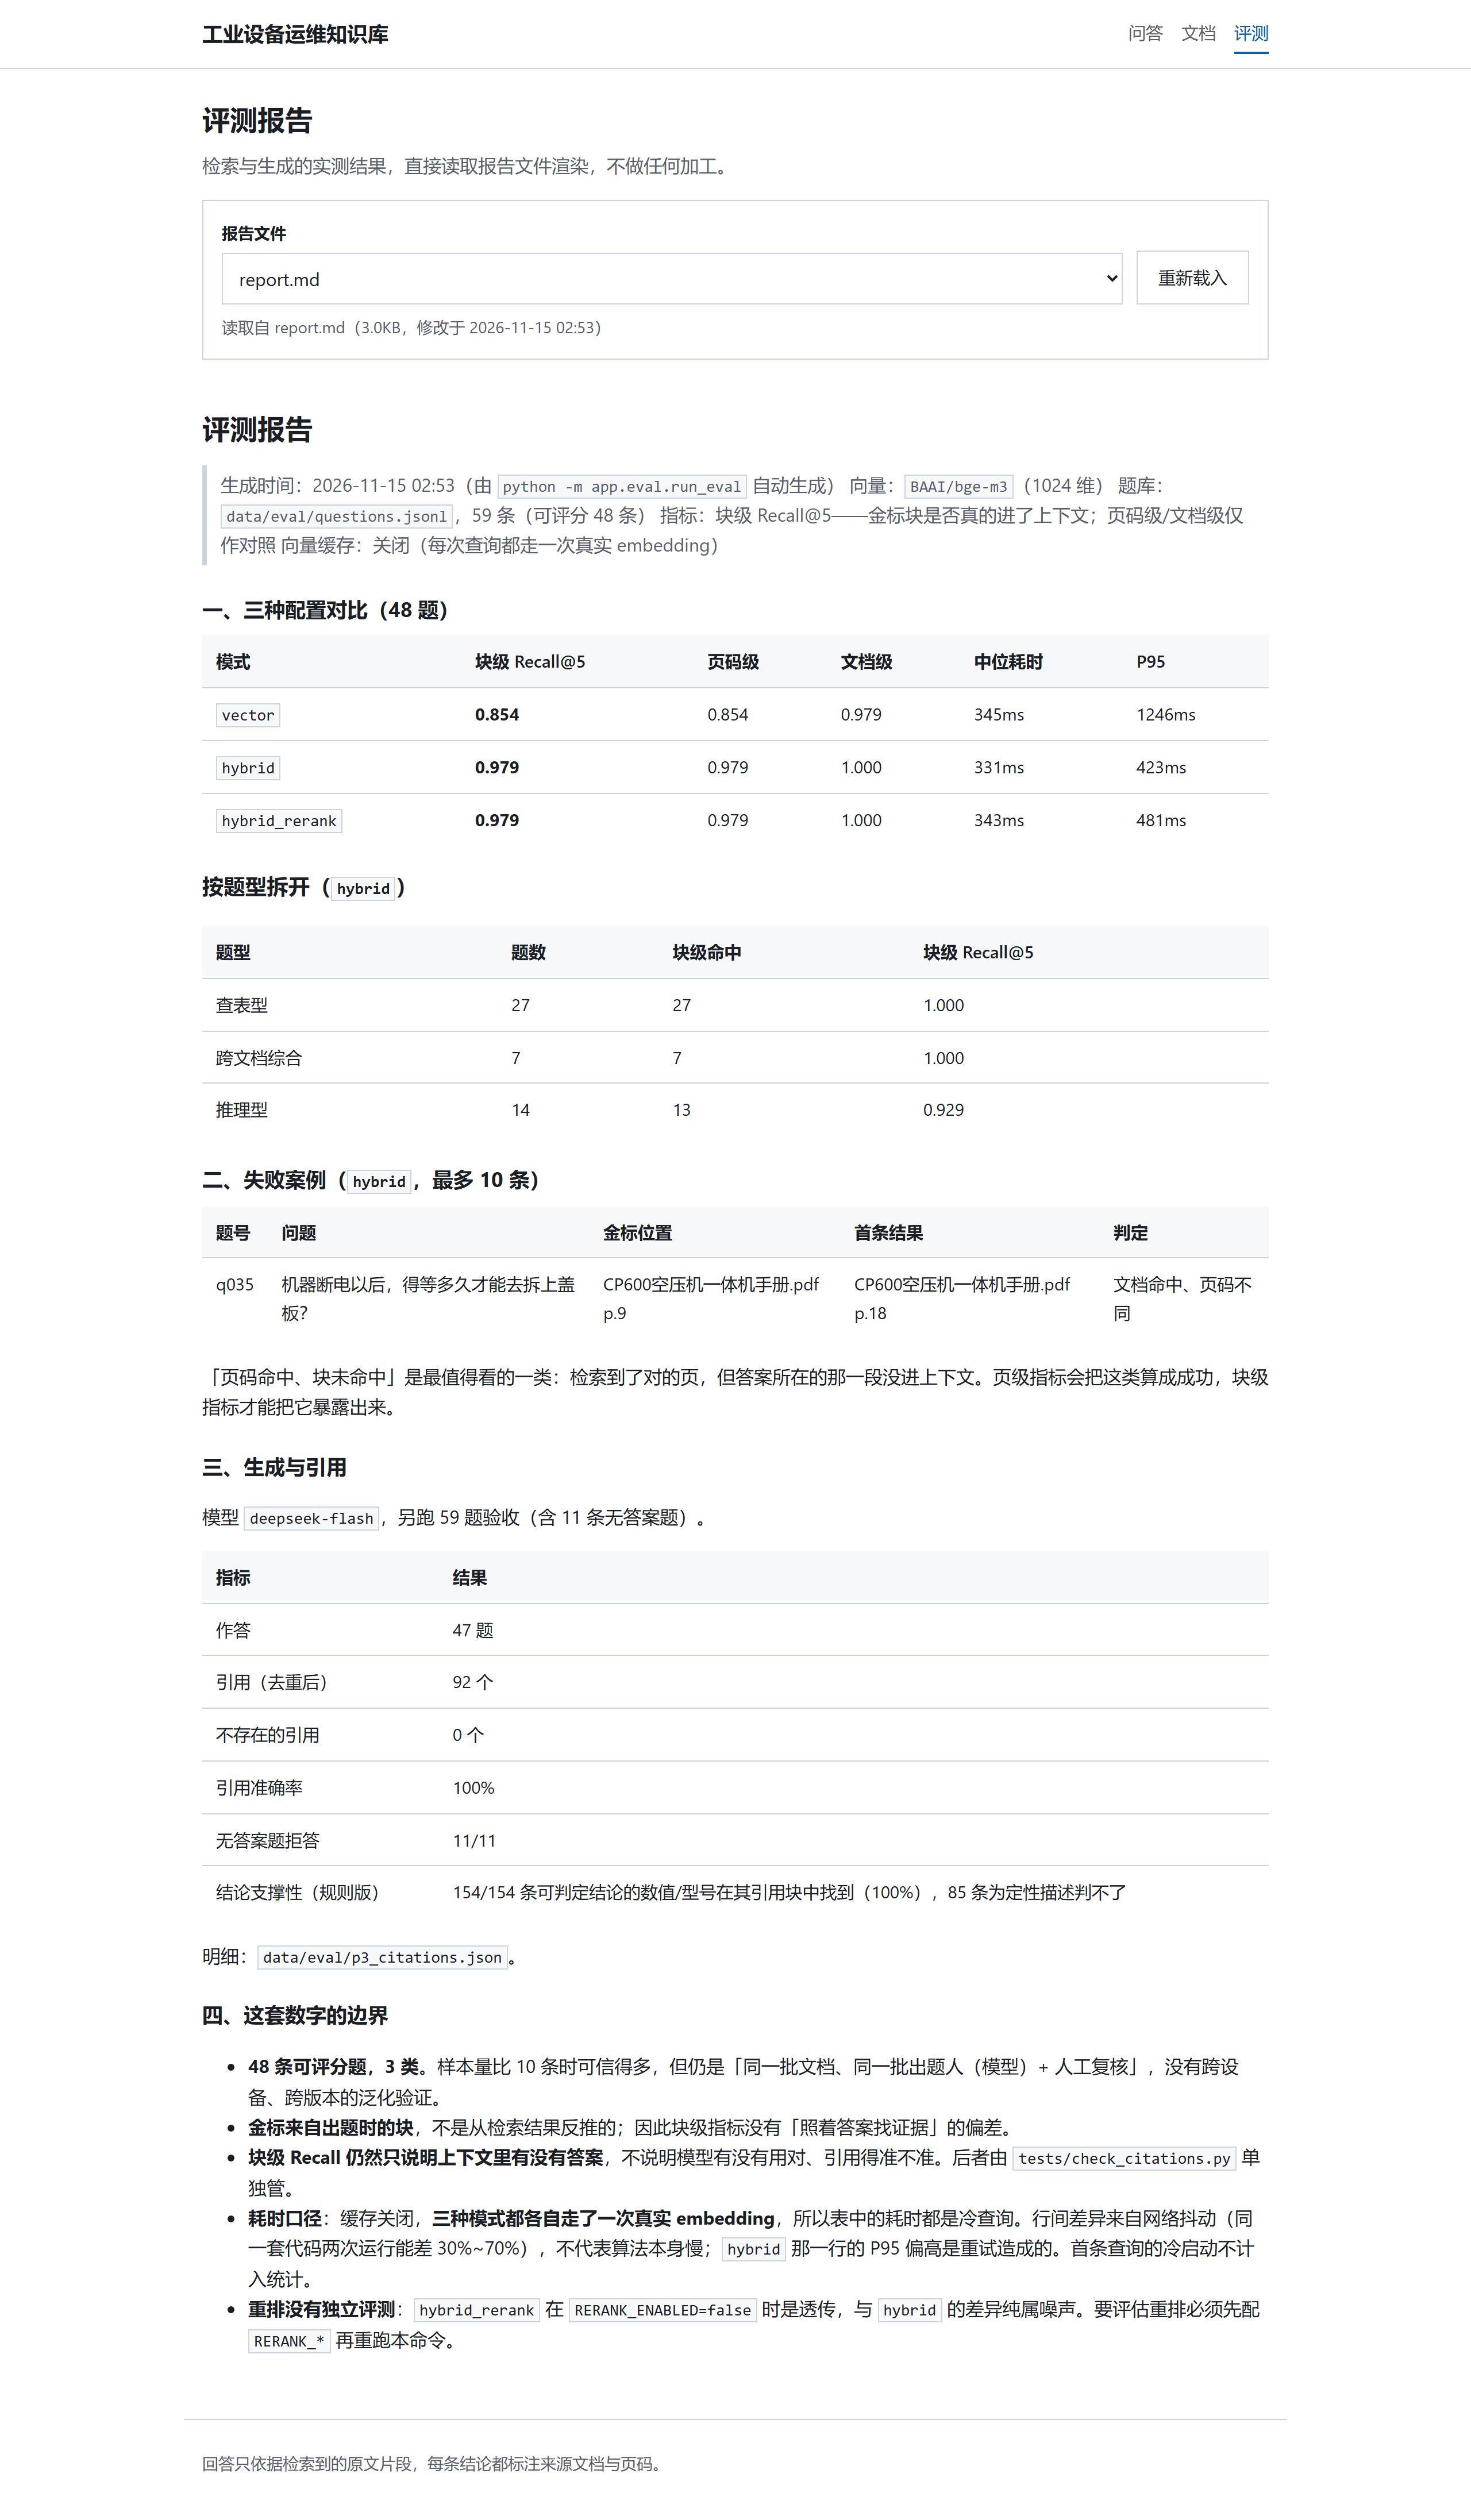 工业设备运维知识库
问答 文档 评测
评测报告
检索与生成的实测结果，直接读取报告文件渲染，不做任何加工。
报告文件
report.md
重新载入
读取自 report.md（3.0KB，修改于 2026-11-15 02:53）
评测报告
生成时间：2026-11-15 02:53（由 python -m app.eval.run_eval 自动生成） 向量： BAAI/bge-m3（1024 维） 题库：
data/eval/questions.jsonl，59 条（可评分 48 条） 指标：块级 Recall@5——金标块是否真的进了上下文；页码级/文档级仅
作对照 向量缓存：关闭（每次查询都走一次真实 embedding）
一、三种配置对比（48 题）
模式 块级 Recall@5 页码级 文档级 中位耗时 P95
vector 0.854 0.854 0.979 345ms 1246ms
hybrid 0.979 0.979 1.000 331ms 423ms
hybrid_rerank 0.979 0.979 1.000 343ms 481ms
按题型拆开（hybrid）
题型 题数 块级命中 块级 Recall@5
查表型 27 27 1.000
跨文档综合 7 7 1.000
推理型 14 13 0.929
二、失败案例（hybrid，最多 10 条）
题号 问题 金标位置 首条结果 判定
q035 机器断电以后，得等多久才能去拆上盖 CP600空压机一体机手册.pdf CP600空压机一体机手册.pdf 文档命中、页码不
板？ p.9 p.18 同
「页码命中、块未命中」是最值得看的一类：检索到了对的页，但答案所在的那一段没进上下文。页级指标会把这类算成成功，块级
指标才能把它暴露出来。
三、生成与引用
模型 deepseek-flash，另跑 59 题验收（含 11 条无答案题）。
指标 结果
作答 47 题
引用（去重后） 92 个
不存在的引用 0 个
引用准确率 100%
无答案题拒答 11/11
结论支撑性（规则版） 154/154 条可判定结论的数值/型号在其引用块中找到（100%），85 条为定性描述判不了
明细：data/eval/p3_citations.json。
四、这套数字的边界
• 48 条可评分题，3 类。样本量比 10 条时可信得多，但仍是「同一批文档、同一批出题人（模型）+ 人工复核」，没有跨设
备、跨版本的泛化验证。
• 金标来自出题时的块，不是从检索结果反推的；因此块级指标没有「照着答案找证据」的偏差。
• 块级 Recall 仍然只说明上下文里有没有答案，不说明模型有没有用对、引用得准不准。后者由 tests/check_citations.py 单
独管。
• 耗时口径：缓存关闭，三种模式都各自走了一次真实 embedding，所以表中的耗时都是冷查询。行间差异来自网络抖动（同
一套代码两次运行能差 30%~70%），不代表算法本身慢；hybrid 那一行的 P95 偏高是重试造成的。首条查询的冷启动不计
入统计。
• 重排没有独立评测：hybrid_rerank 在 RERANK_ENABLED=false 时是透传，与 hybrid 的差异纯属噪声。要评估重排必须先配
RERANK_* 再重跑本命令。
回答只依据检索到的原文片段，每条结论都标注来源文档与页码。